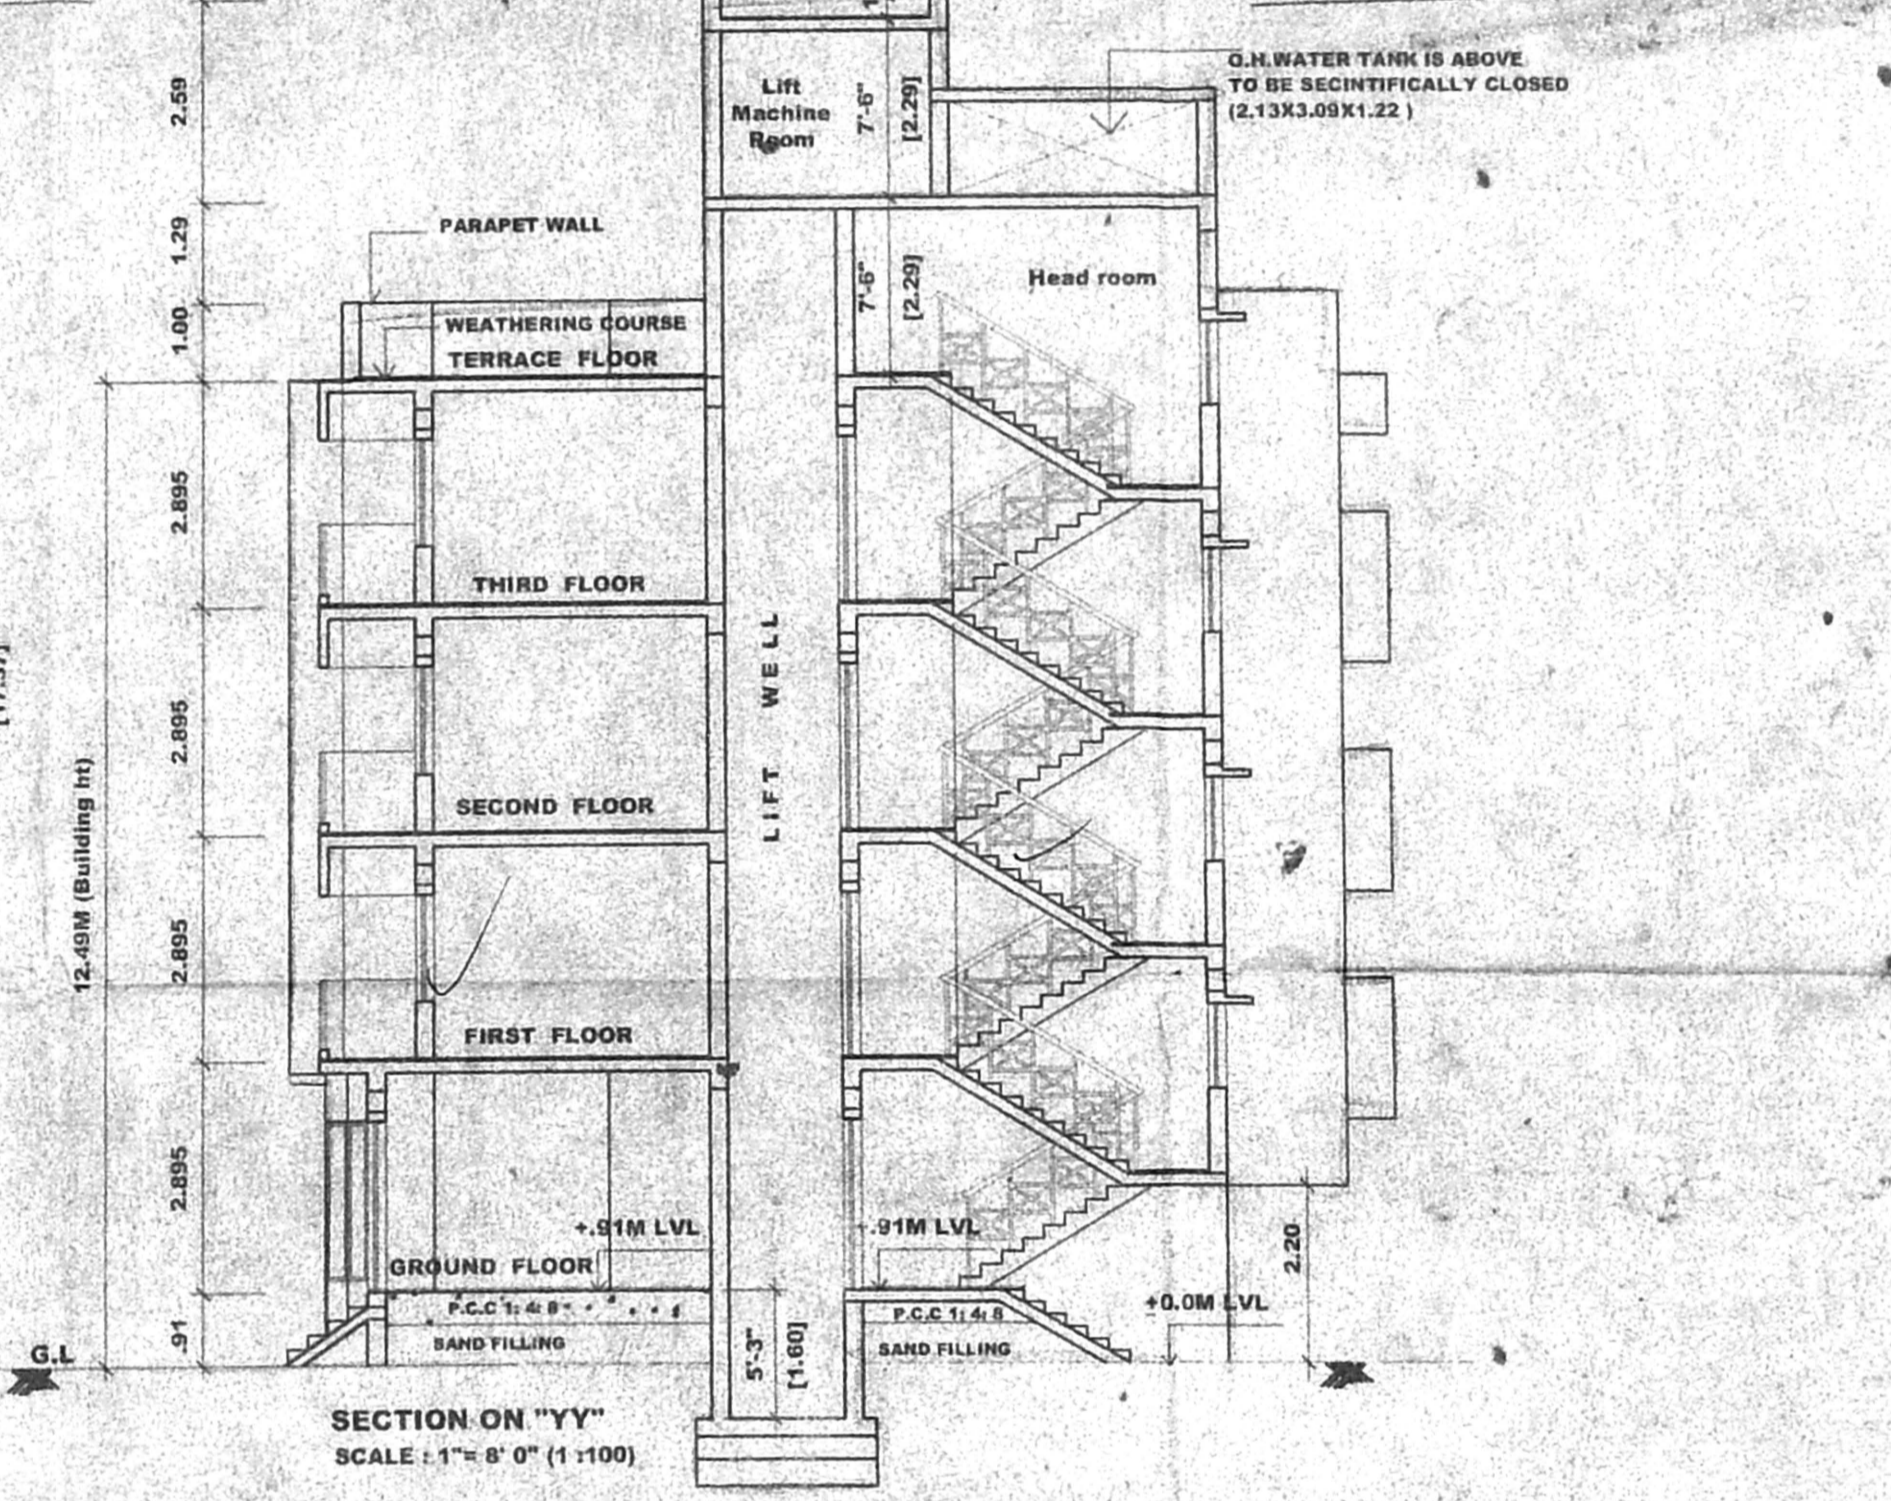 O.H.WATER TANK IS ABOVE
TO BE SECINTIFICALLY CLOSED
(2.13X3.09X1.22 )
2.59
Lift
Machine
Room
7'-6"
[2.29]
PARAPET WALL
1.29
7'-6"
[2.29]
Head room
1.00
WEATHERING COURSE
TERRACE FLOOR
2.895
THIRD FLOOR
LIFT WELL
2.895
SECOND FLOOR
12.49M (Building ht)
2.895
FIRST FLOOR
2.895
+.91M LVL
.91M LVL
2.20
GROUND FLOOR
P.C.C 1: 4: 8
P.C.C 1: 4: 8
+0.0M LVL
.91
SAND FILLING
SAND FILLING
5'-3"
[1.60]
G.L
SECTION ON "YY"
SCALE : 1"= 8' 0" (1 :100)